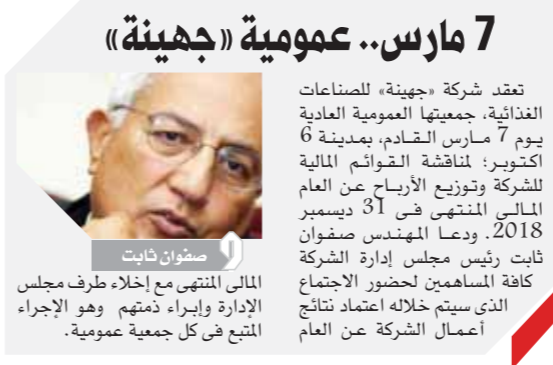 7 مارس.. عمومية «جهينة»
تعقد شركة «جهينة» للصناعات
الغذائية، جمعيتها العمومية العادية
يوم 7 مارس القادم، بمدينة 6
اكتوبر؛ لمناقشة القوائم المالية
للشركة وتوزيع الأرباح عن العام
المالى المنتهى فى 31 ديسمبر
2018. ودعا المهندس صفوان
ثابت رئيس مجلس إدارة الشركة
كافة المساهمين لحضور الاجتماع
الذى سيتم خلاله اعتماد نتائج
أعمال الشركة عن العام
صفوان ثابت
المالى المنتهى مع إخلاء طرف مجلس
الإدارة وإبراء ذمتهم وهو الإجراء
المتبع فى كل جمعية عمومية.